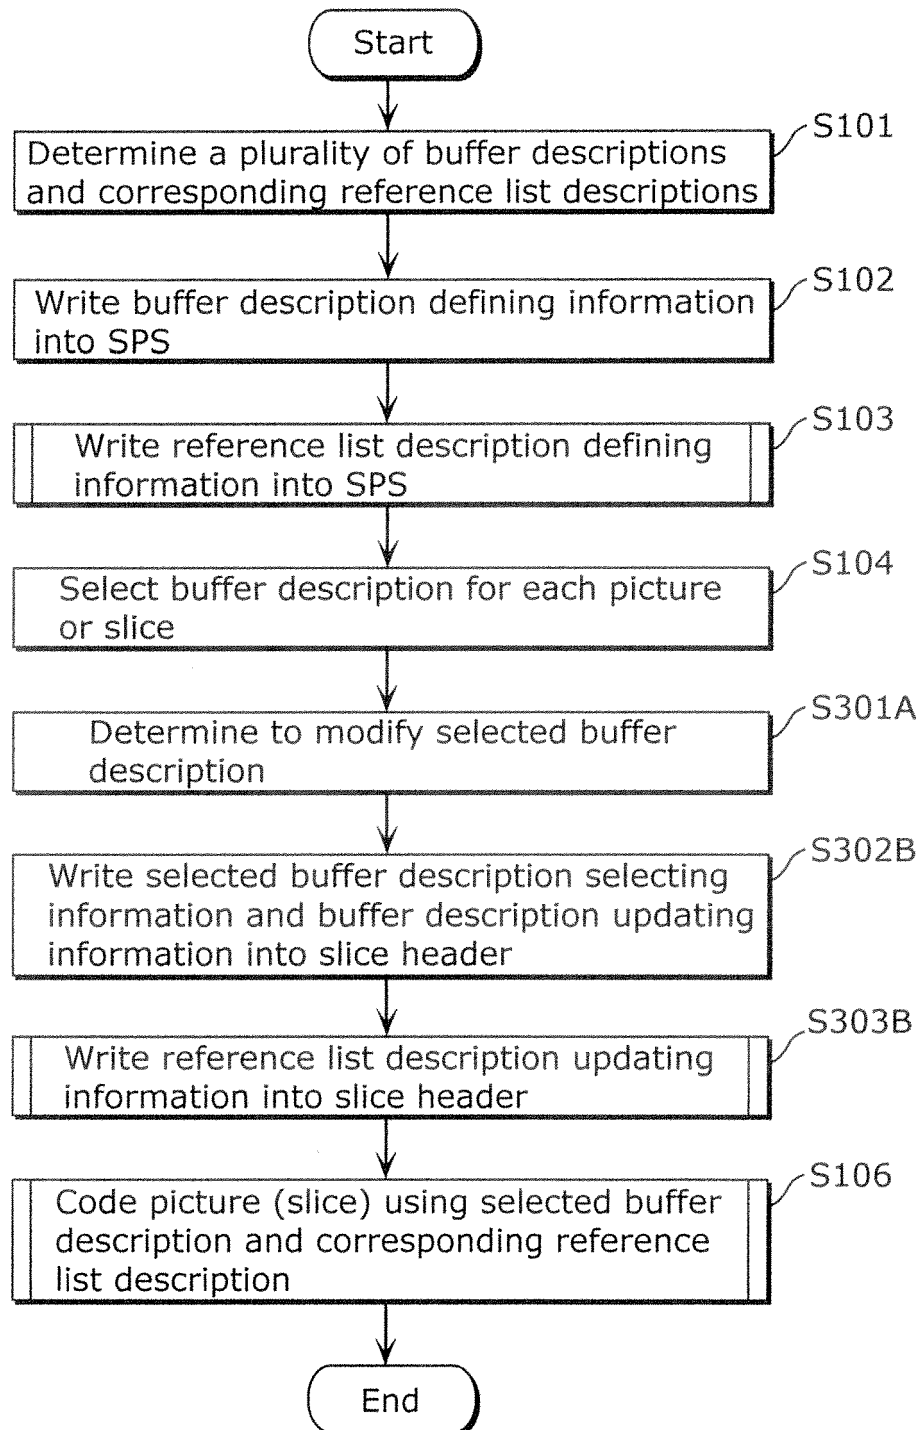 Start
S101
Determine a plurality of buffer descriptions
and corresponding reference list descriptions
S102
Write buffer description defining information
into SPS
S103
Write reference list description defining
information into SPS
S104
Select buffer description for each picture
or slice
S301A
Determine to modify selected buffer
description
S302B
Write selected buffer description selecting
information and buffer description updating
information into slice header
S303B
Write reference list description updating
information into slice header
S106
Code picture (slice) using selected buffer
description and corresponding reference
list description
End